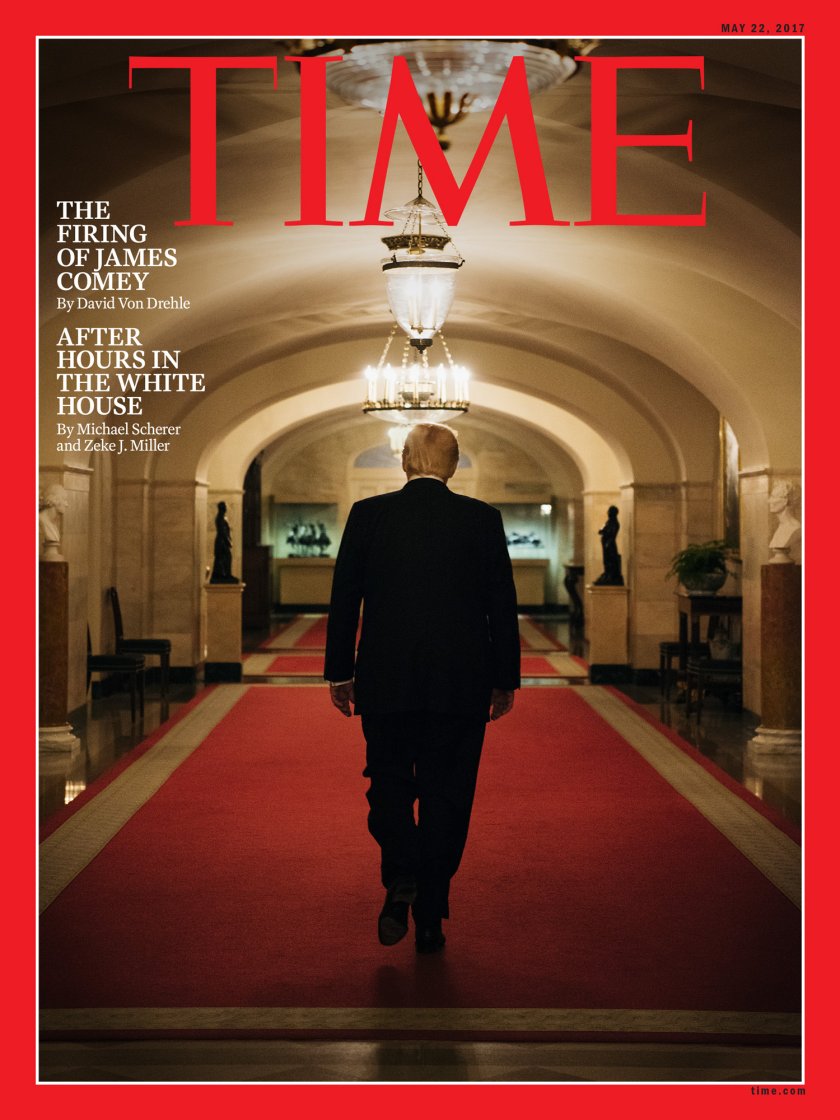 MAY 22, 2017
TIME
THE
FIRING
OF JAMES
COMEY
By David Von Drehle
AFTER
HOURS IN
THE WHITE
HOUSE
By Michael Scherer
and Zeke J. Miller
time.com